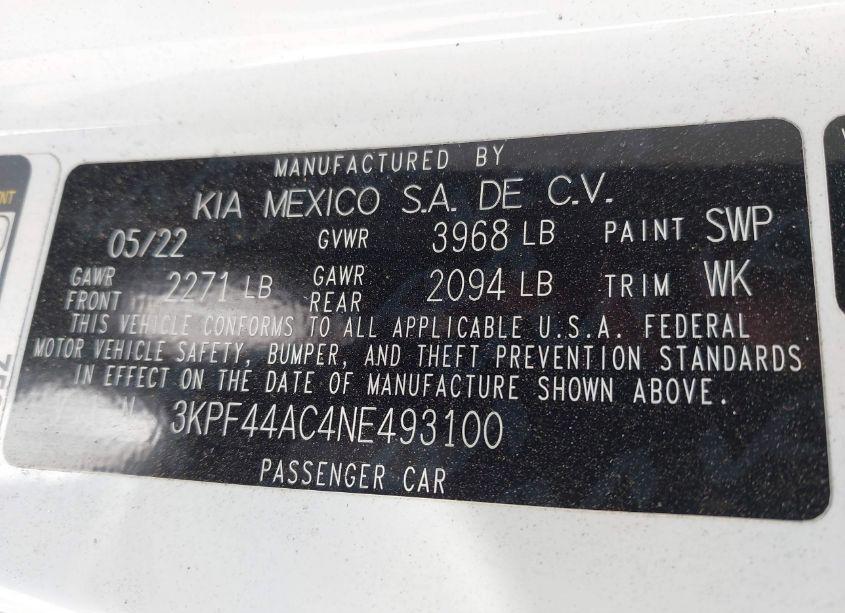 MANUFACTURED BY
KIA MEXICO S.A. DE C.V.
05/22 GVWR 3968 LB PAINT SWP
GAWR FRONT 2271 LB GAWR REAR 2094 LB TRIM WK
THIS VEHICLE CONFORMS TO ALL APPLICABLE U.S.A. FEDERAL
MOTOR VEHICLE SAFETY, BUMPER, AND THEFT PREVENTION STANDARDS
IN EFFECT ON THE DATE OF MANUFACTURE SHOWN ABOVE.
3KPF44AC4NE493100
PASSENGER CAR